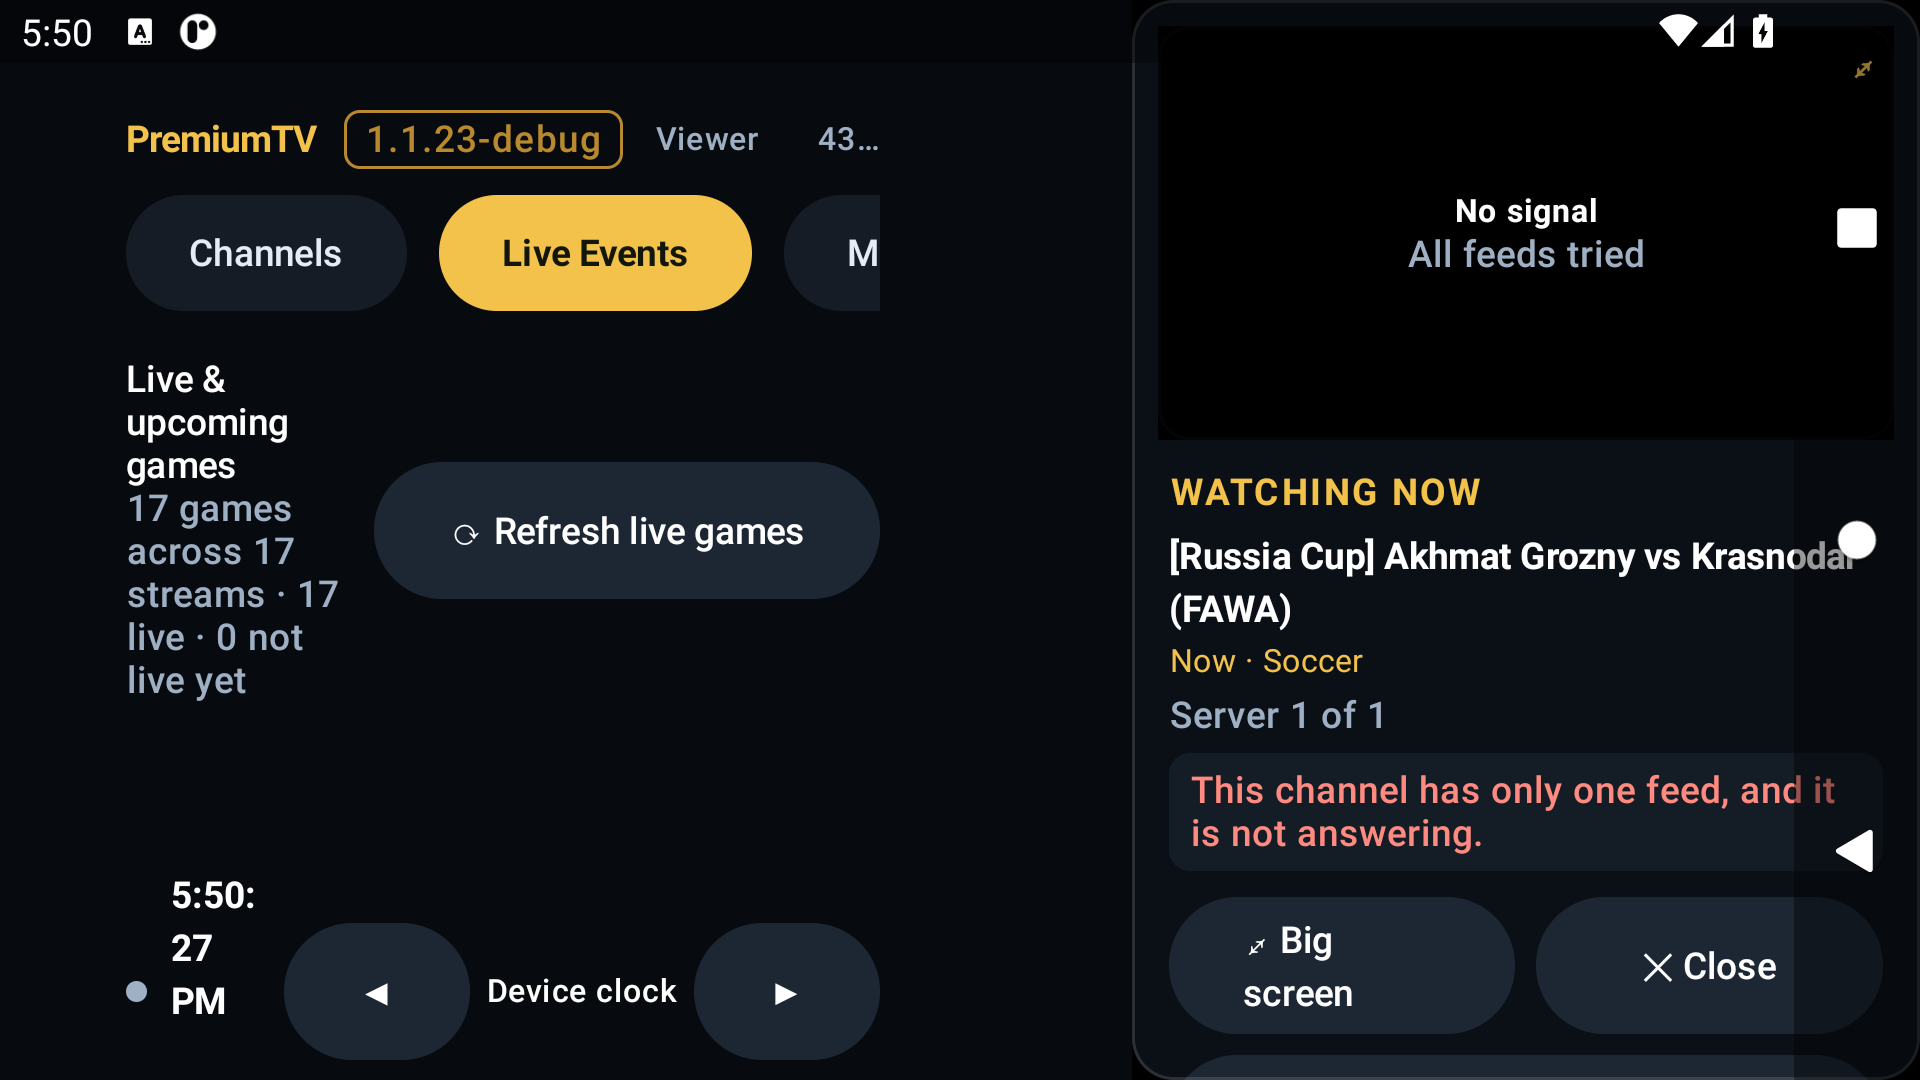 5:50
PremiumTV 1.1.23-debug Viewer 43...
Channels Live Events M
Live &
upcoming
games
17 games
across 17
streams · 17
live · 0 not
live yet
⟳ Refresh live games
5:50:
27
PM
◀ Device clock ▶
No signal
All feeds tried
WATCHING NOW
[Russia Cup] Akhmat Grozny vs Krasnodar
(FAWA)
Now · Soccer
Server 1 of 1
This channel has only one feed, and it
is not answering.
Big
screen
Close